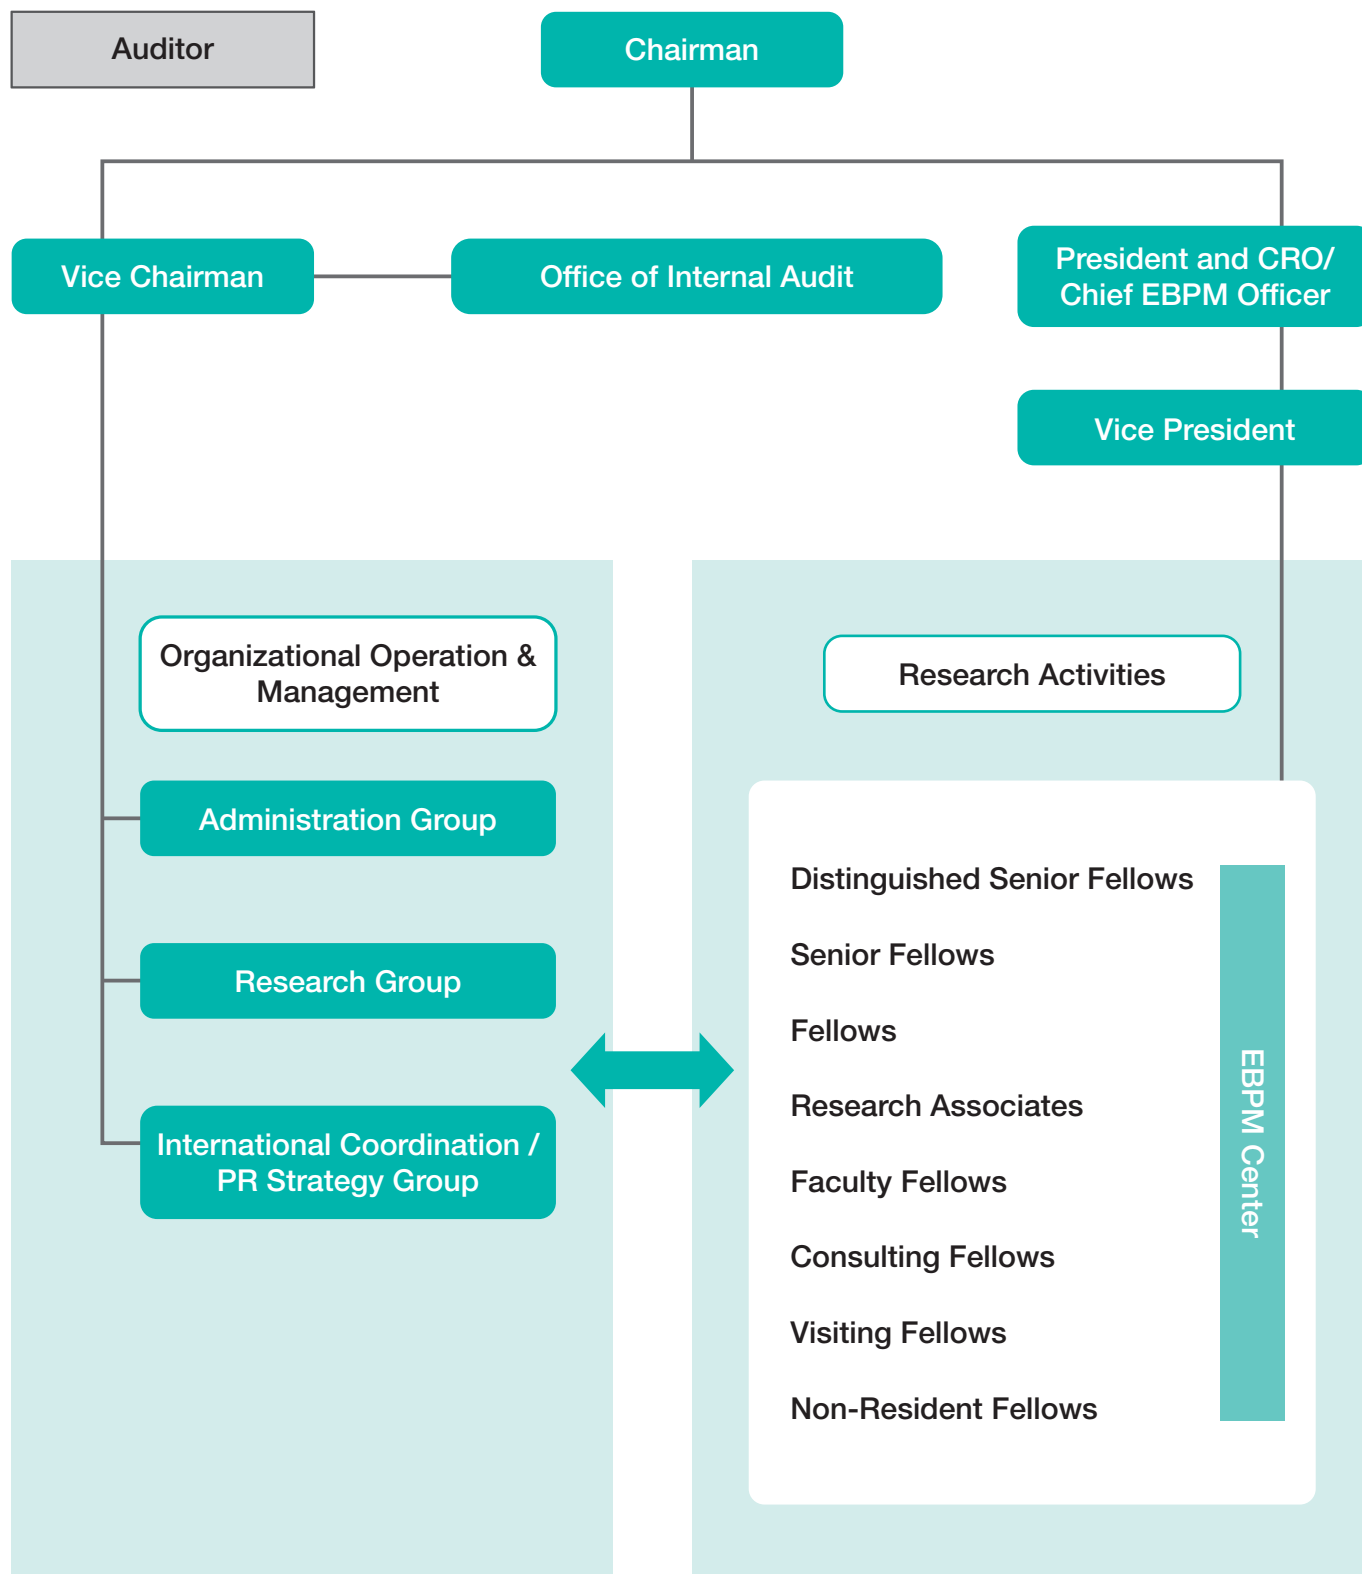 Auditor
Chairman
Vice Chairman
Office of Internal Audit
President and CRO/
Chief EBPM Officer
Vice President
Organizational Operation &
Management
Administration Group
Research Group
International Coordination /
PR Strategy Group
Research Activities
Distinguished Senior Fellows
Senior Fellows
Fellows
Research Associates
Faculty Fellows
Consulting Fellows
Visiting Fellows
Non-Resident Fellows
EBPM Center